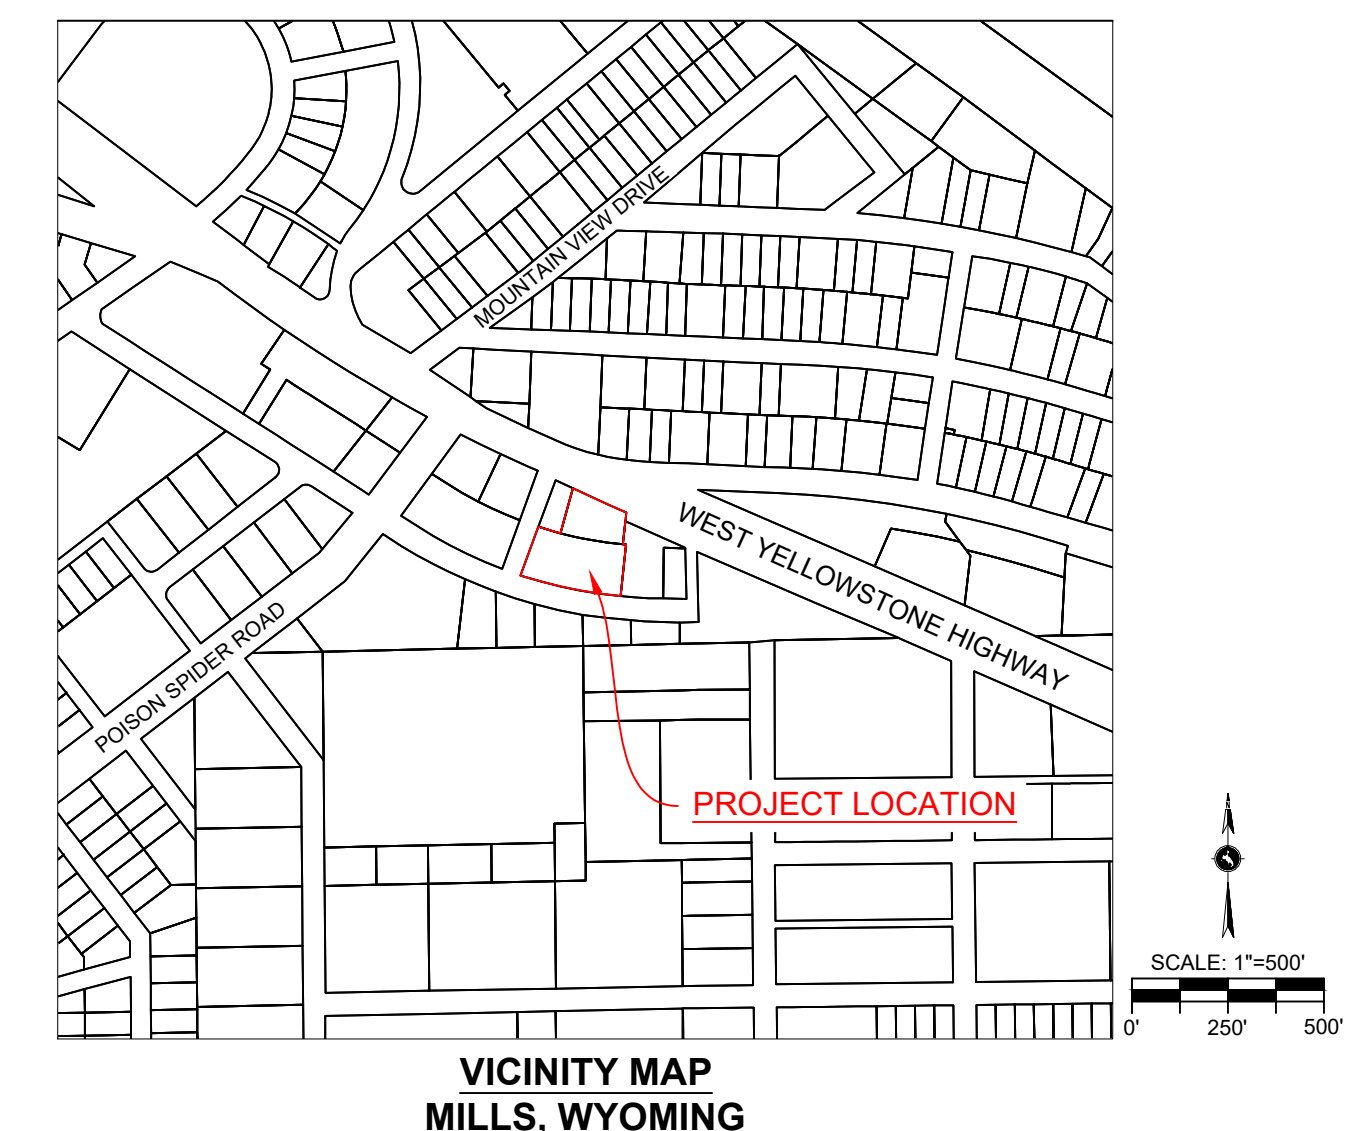 MOUNTAIN VIEW DRIVE
WEST YELLOWSTONE HIGHWAY
POISON SPIDER ROAD
PROJECT LOCATION
N
SCALE: 1"=500'
0' 250' 500'
VICINITY MAP
MILLS, WYOMING